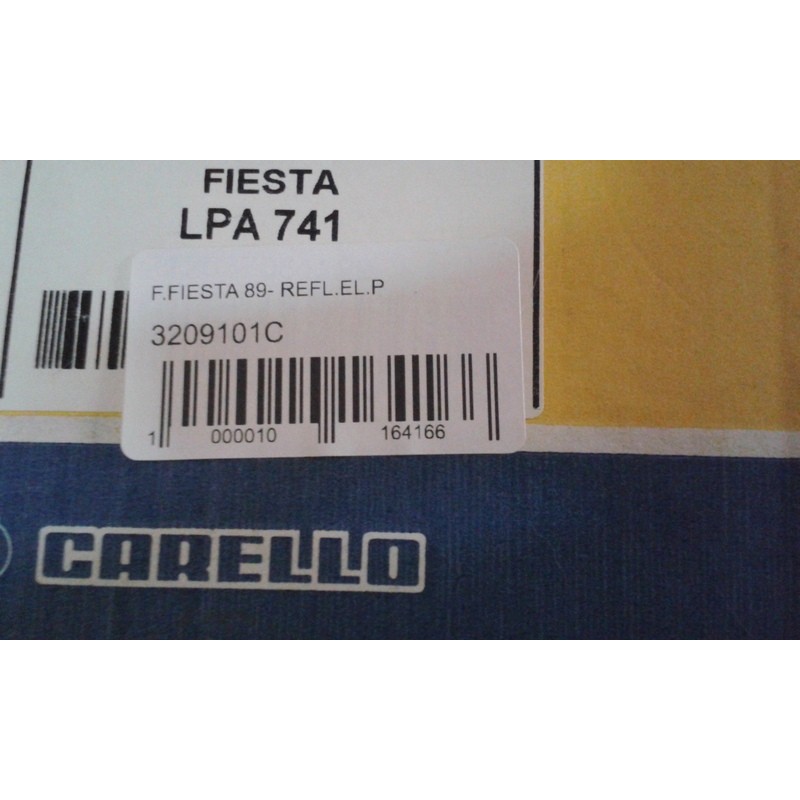 FIESTA
LPA 741
F.FIESTA 89- REFL.EL.P
3209101C
1 000010 164166
CARELLO